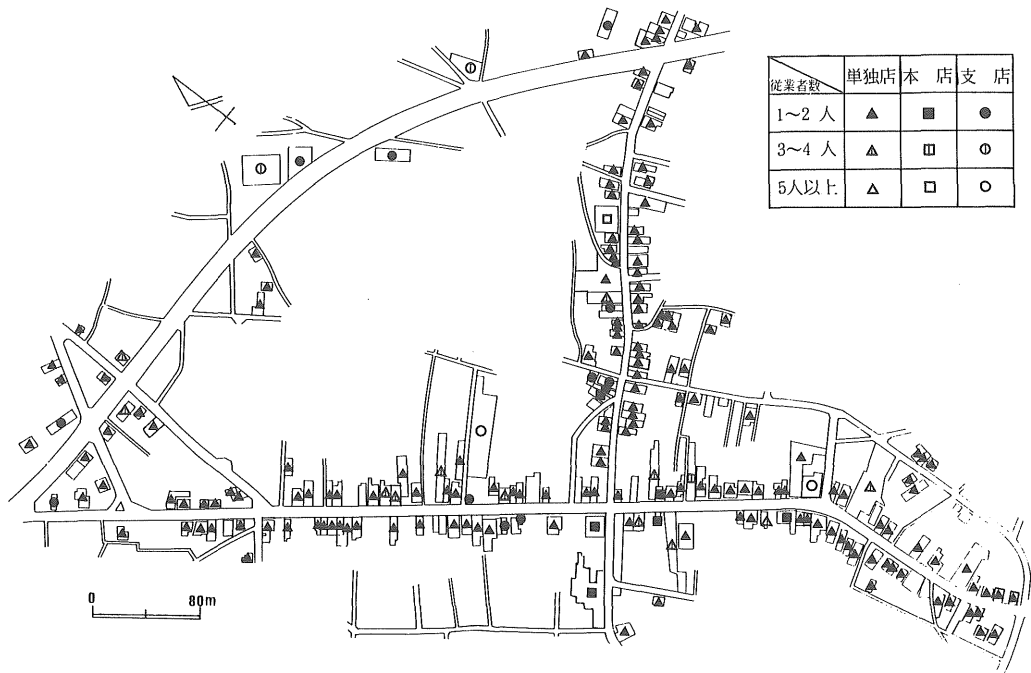 従業者数 単独店 本 店 支 店
1~2 人 ▲ ■ ●
3~4 人
5人以上 △ □ ○
0 80m